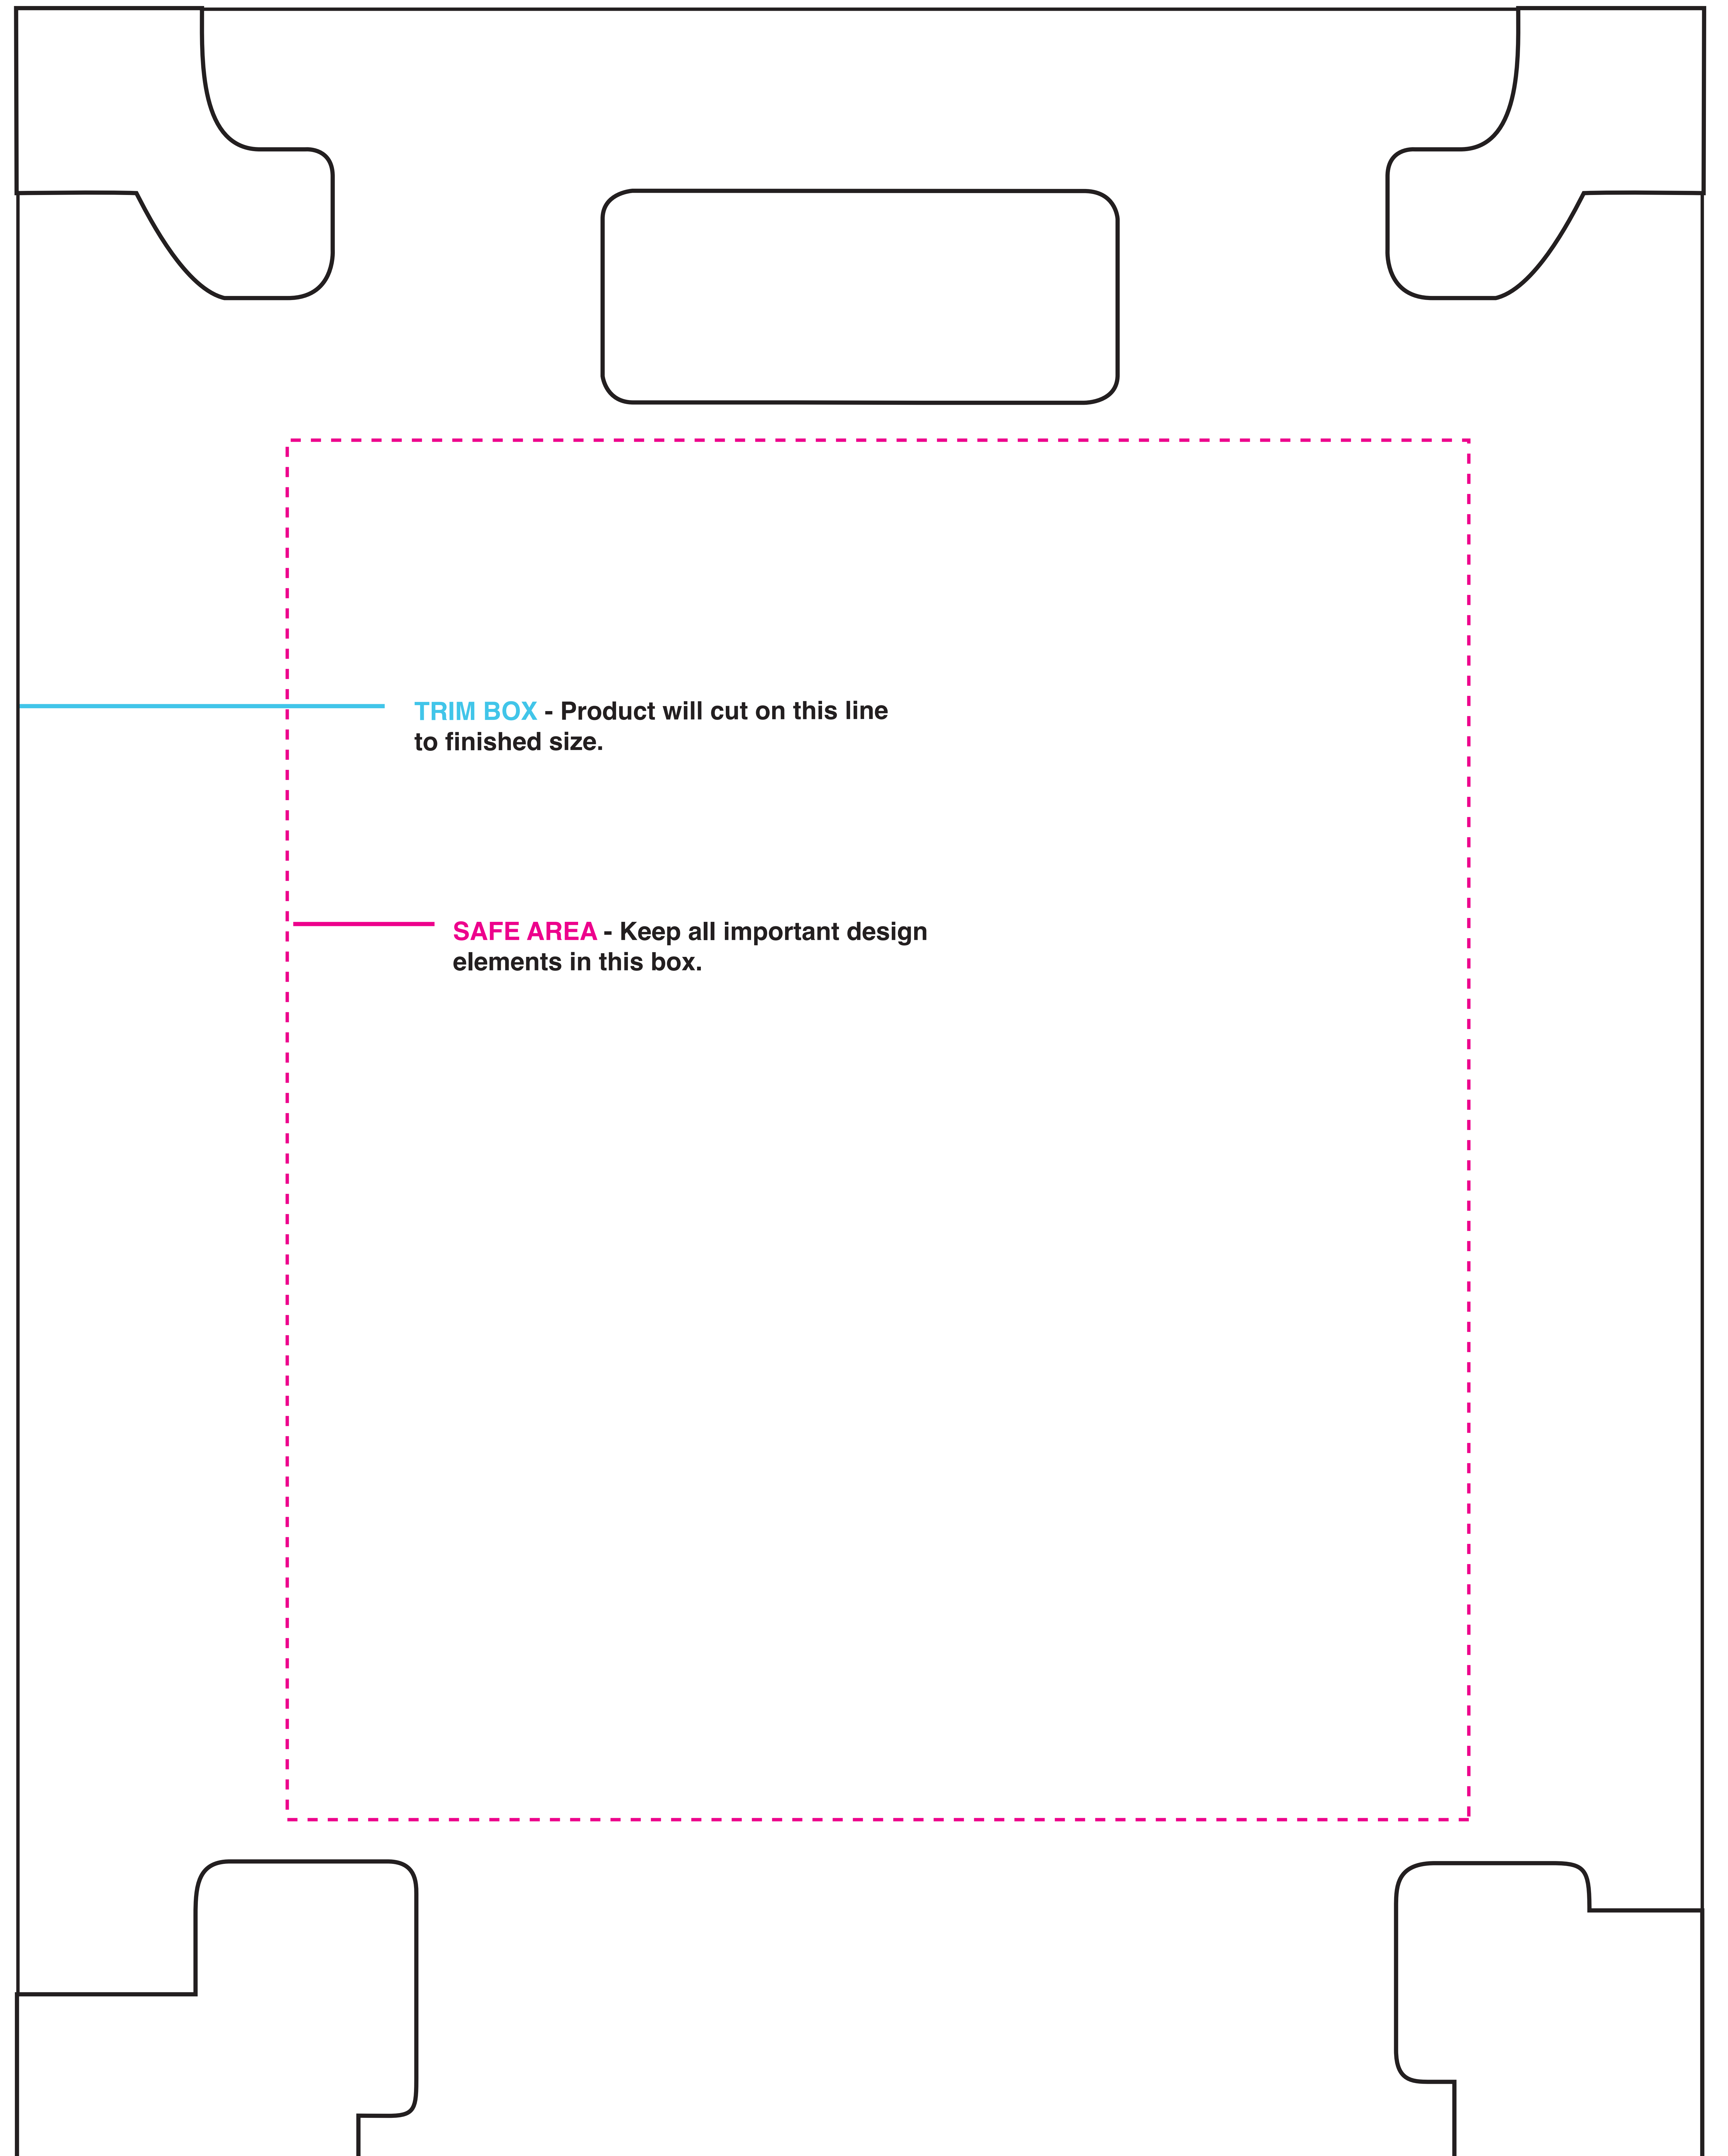 TRIM BOX - Product will cut on this line
to finished size.
SAFE AREA - Keep all important design
elements in this box.